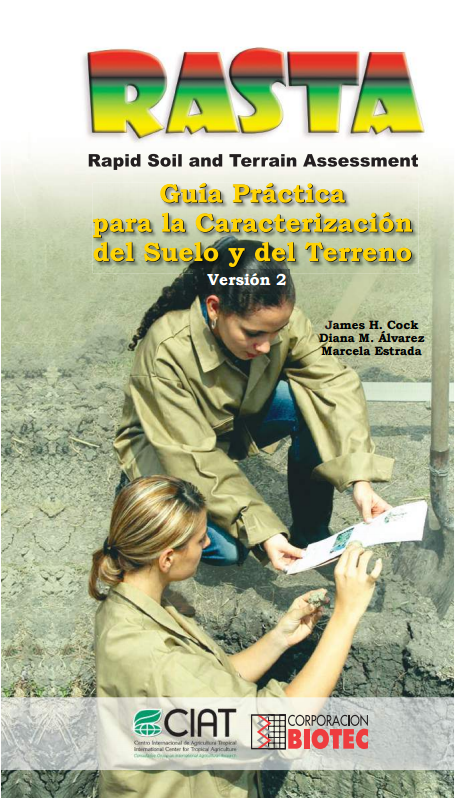 RASTA
Rapid Soil and Terrain Assessment
Guía Práctica
para la Caracterización
del Suelo y del Terreno
Versión 2
James H. Cock
Diana M. Álvarez
Marcela Estrada
CIAT
Centro Internacional de Agricultura Tropical
International Center for Tropical Agriculture
CORPORACION
BIOTEC